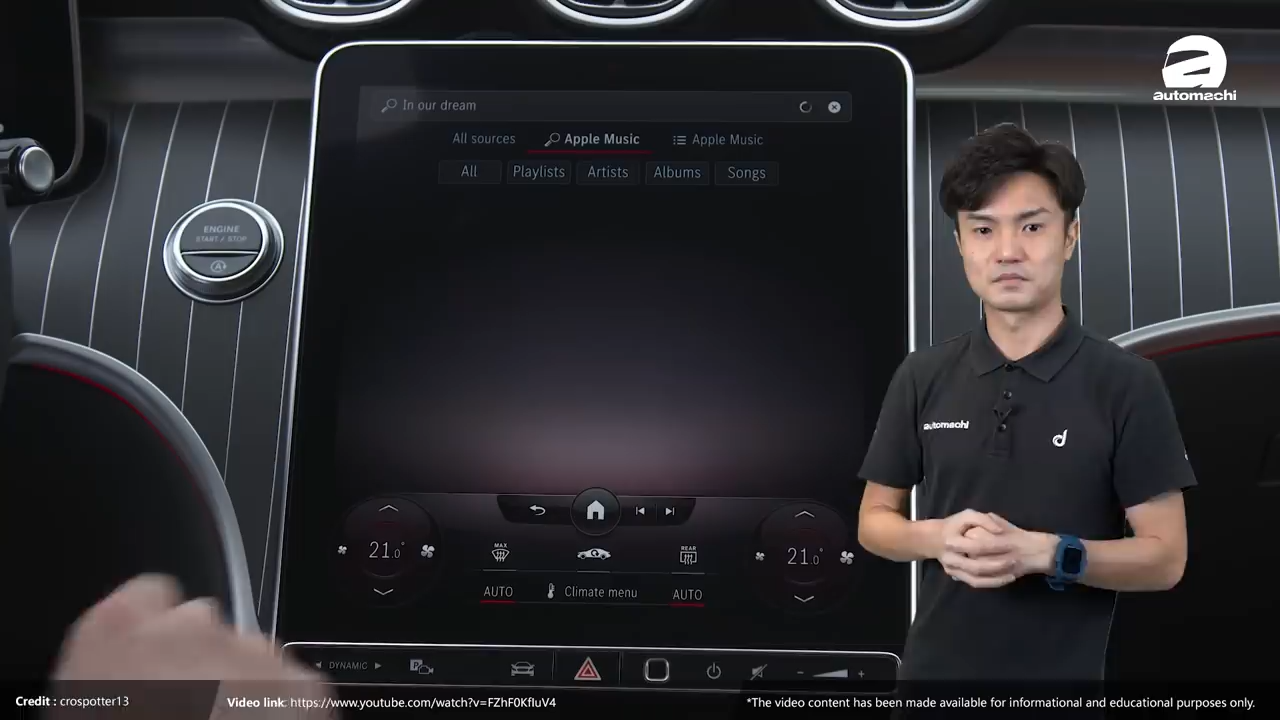 automachi
In our dream
All sources Apple Music Apple Music
All Playlists Artists Albums Songs
ENGINE
START / STOP
A
automachi d
21.0° 21.0°
MAX REAR
AUTO Climate menu AUTO
DYNAMIC P - +
Credit : crospotter13 Video link: https://www.youtube.com/watch?v=FZhF0KfluV4 *The video content has been made available for informational and educational purposes only.